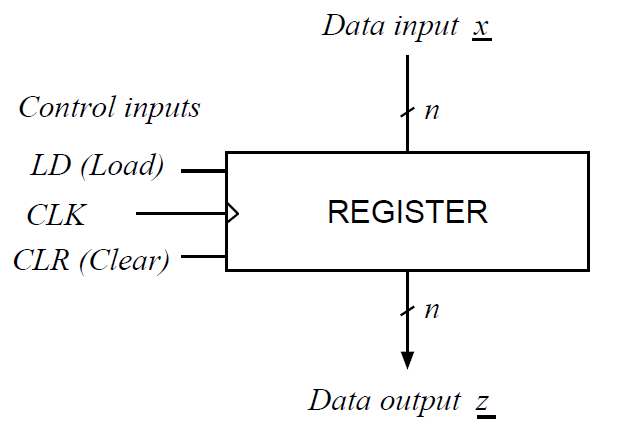 Data input x
n
Control inputs
LD (Load)
CLK
REGISTER
CLR (Clear)
n
Data output z